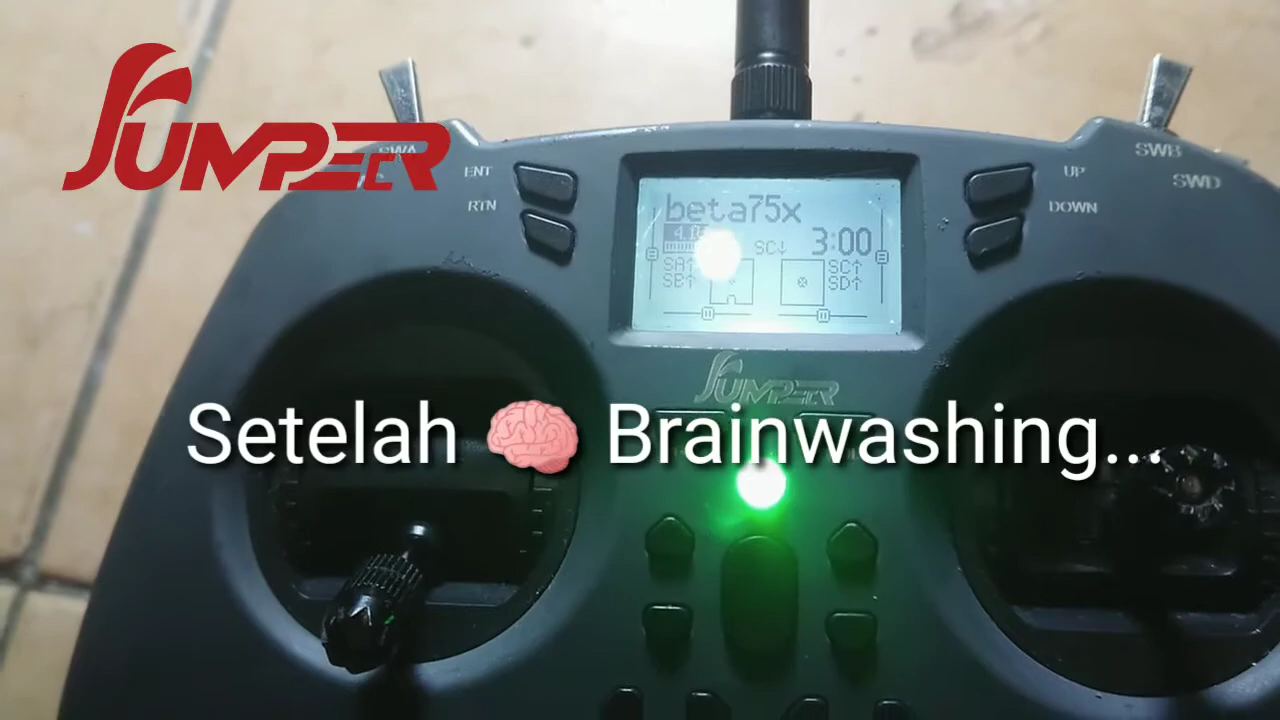 JUMPER
SWA
ENT
RTN
UP
DOWN
SWB
SWD
beta75x
SC↓
3:00
SA↑
SB↑
SC↑
SD↑
JUMPER
Setelah 🧠 Brainwashing...